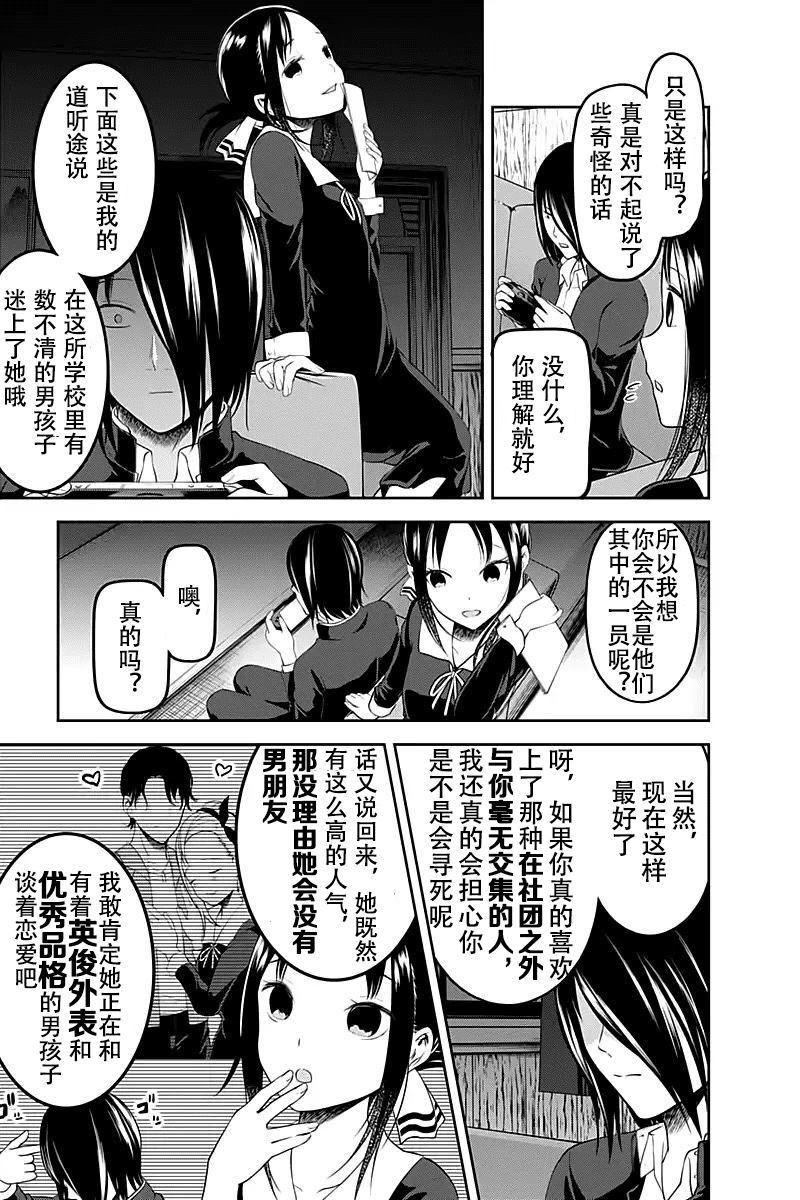 只是这样吗？
真是对不起说了
些奇怪的话
没什么，
你理解就好
下面这些是我的
道听途说
在这所学校里有
数不清的男孩子
迷上了她哦
所以我想
你会不会是他们
其中的一员呢？
噢，
真的吗？
当然，
现在这样
最好了
呀，如果你真的喜欢
上了那种在社团之外
与你毫无交集的人，
我还真的会担心你
是不是会寻死呢
话又说回来，她既然
有这么高的人气，
那没理由她会没有
男朋友
我敢肯定她正在和
有着英俊外表和
优秀品格的男孩子
谈着恋爱吧
ゴゴ
ゴゴ